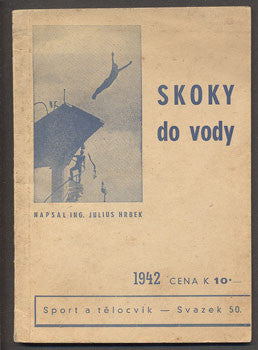 SKOKY
do vody
NAPSAL ING. JULIUS HRBEK
1942 CENA K 10·—
Sport a tělocvik — Svazek 50.